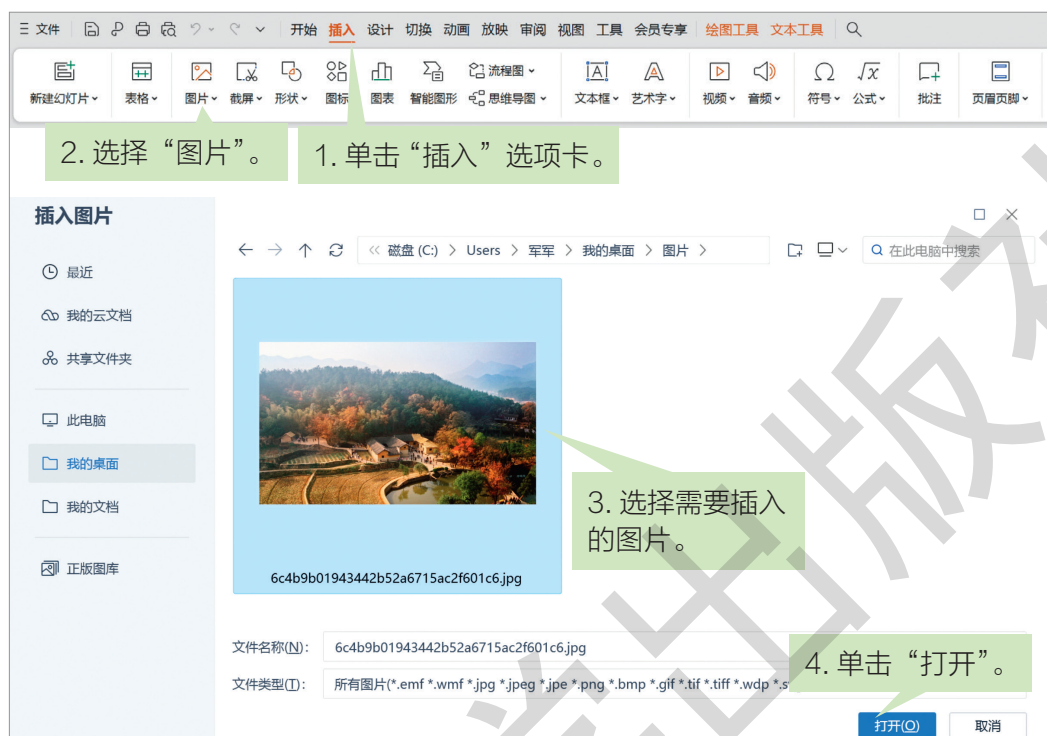 三 文件 开始 插入 设计 切换 动画 放映 审阅 视图 工具 会员专享 绘图工具 文本工具
新建幻灯片 表格 图片 截屏 形状 图标 图表 智能图形 流程图 思维导图 文本框 艺术字 视频 音频 符号 公式 批注 页眉页脚
2. 选择“图片”。 1. 单击“插入”选项卡。
插入图片
<< 磁盘 (C:) > Users > 军军 > 我的桌面 > 图片 > 在此电脑中搜索
最近
我的云文档
共享文件夹
此电脑
我的桌面
我的文档
正版图库
3. 选择需要插入
的图片。
6c4b9b01943442b52a6715ac2f601c6.jpg
文件名称(N): 6c4b9b01943442b52a6715ac2f601c6.jpg
4. 单击“打开”。
文件类型(T): 所有图片(*.emf *.wmf *.jpg *.jpeg *.jpe *.png *.bmp *.gif *.tif *.tiff *.wdp *.s
打开(O) 取消